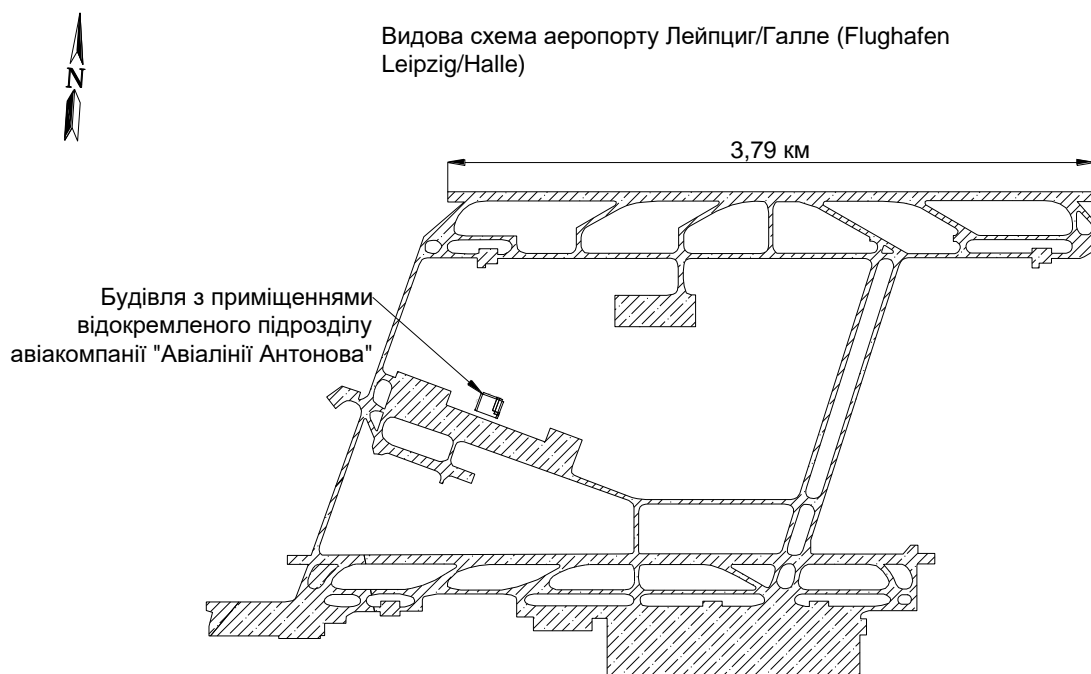 Видова схема аеропорту Лейпциг/Галле (Flughafen
Leipzig/Halle)
N
3,79 км
Будівля з приміщеннями
відокремленого підрозділу
авіакомпанії "Авіалінії Антонова"